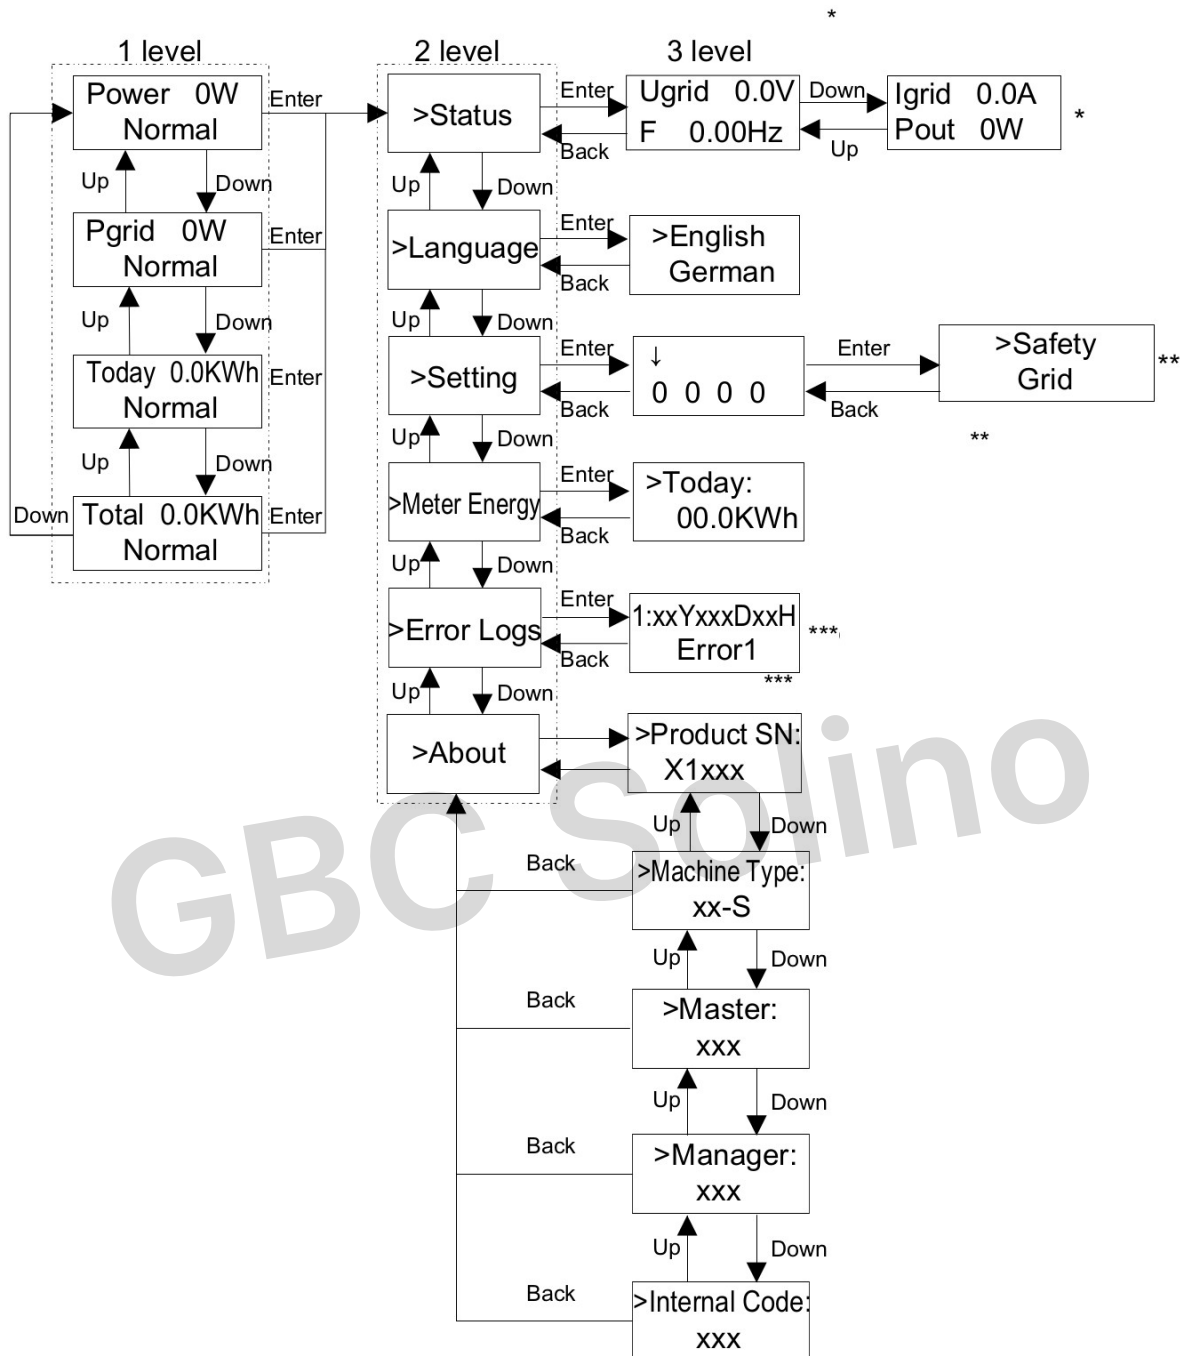 *
1 level
2 level
3 level
Power 0W
Normal
Enter
>Status
Enter
Back
Ugrid 0.0V
F 0.00Hz
Down
Up
Igrid 0.0A
Pout 0W
*
Up
Down
Up
Down
Pgrid 0W
Normal
Enter
>Language
Enter
Back
>English
German
Up
Down
Up
Down
Today 0.0KWh
Normal
Enter
>Setting
Enter
Back
↓
0 0 0 0
Enter
Back
>Safety
Grid
**
**
Up
Down
Up
Down
Down
Total 0.0KWh
Normal
Enter
>Meter Energy
Enter
Back
>Today:
00.0KWh
Up
Down
>Error Logs
Enter
Back
1:xxYxxxDxxH
Error1
***
***
Up
Down
>About
>Product SN:
X1xxx
Up
Down
GBC Solino
Back
>Machine Type:
xx-S
Up
Down
Back
>Master:
xxx
Up
Down
Back
>Manager:
xxx
Up
Down
Back
>Internal Code:
xxx